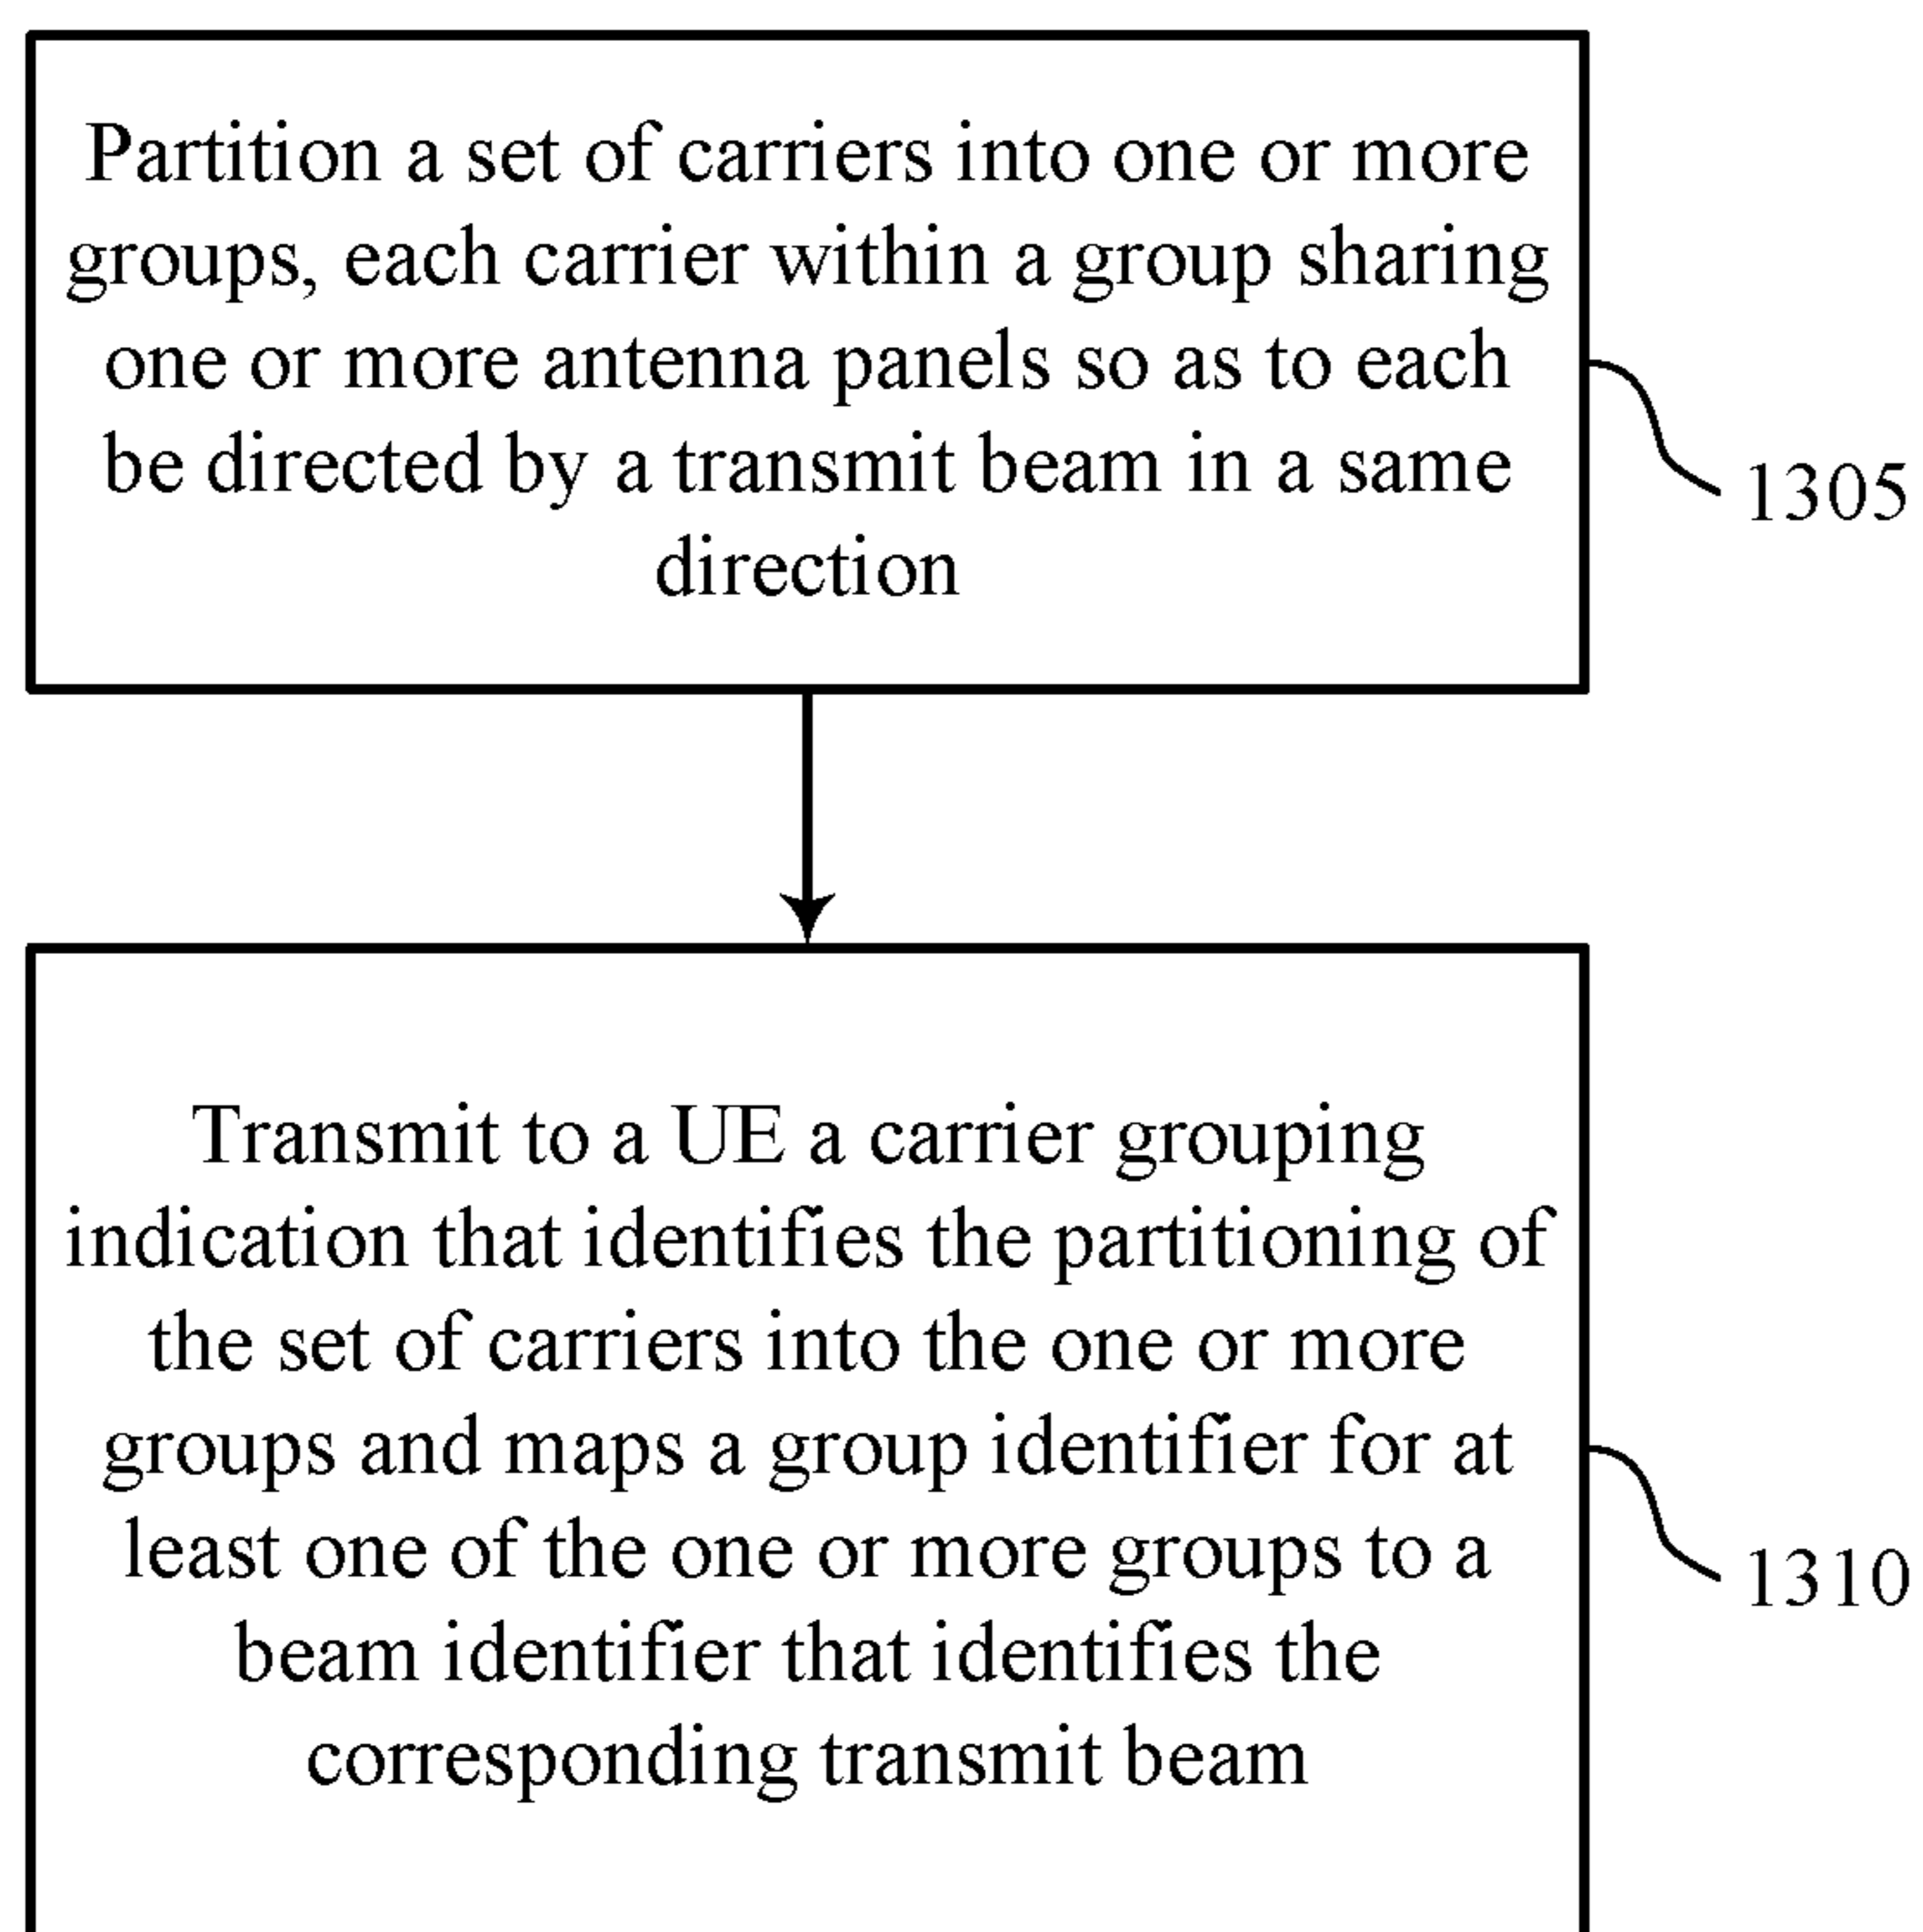 Partition a set of carriers into one or more
groups, each carrier within a group sharing
one or more antenna panels so as to each
be directed by a transmit beam in a same
direction
1305
Transmit to a UE a carrier grouping
indication that identifies the partitioning of
the set of carriers into the one or more
groups and maps a group identifier for at
least one of the one or more groups to a
beam identifier that identifies the
corresponding transmit beam
1310